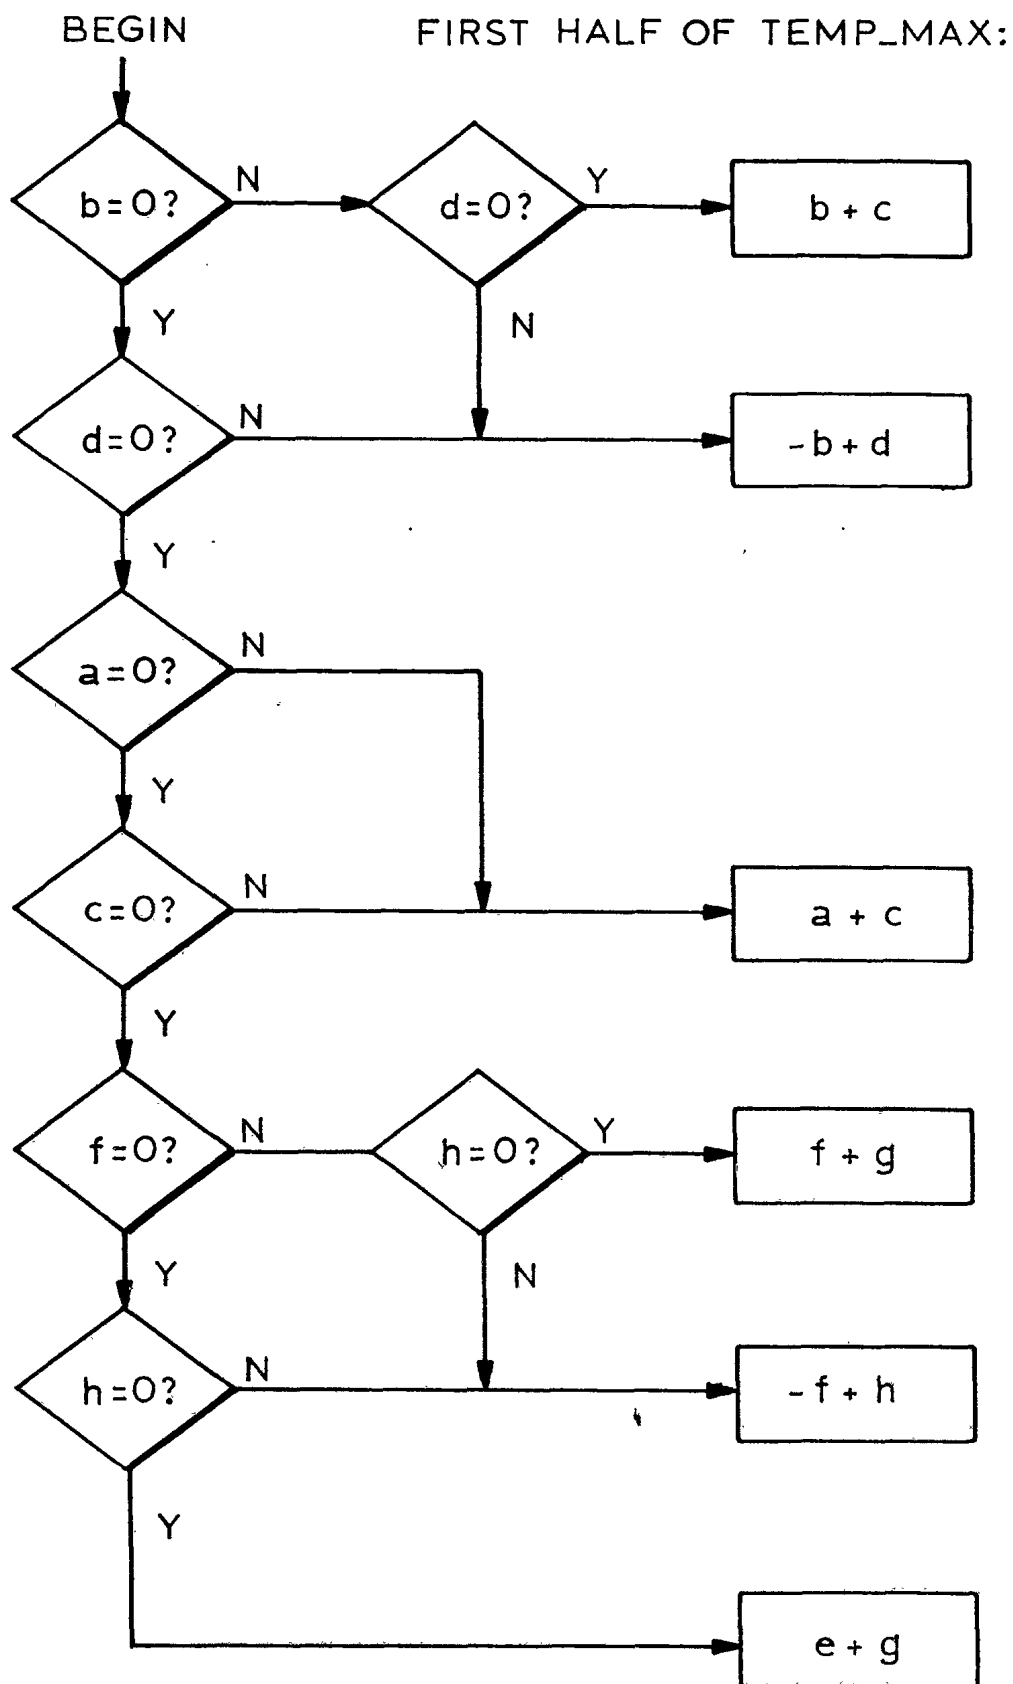 BEGIN FIRST HALF OF TEMP_MAX:
b=0? N d=0? Y b + c
Y N
d=0? N -b + d
Y
a=0? N
Y
c=0? N a + c
Y
f=0? N h=0? Y f + g
Y N
h=0? N -f + h
Y
e + g